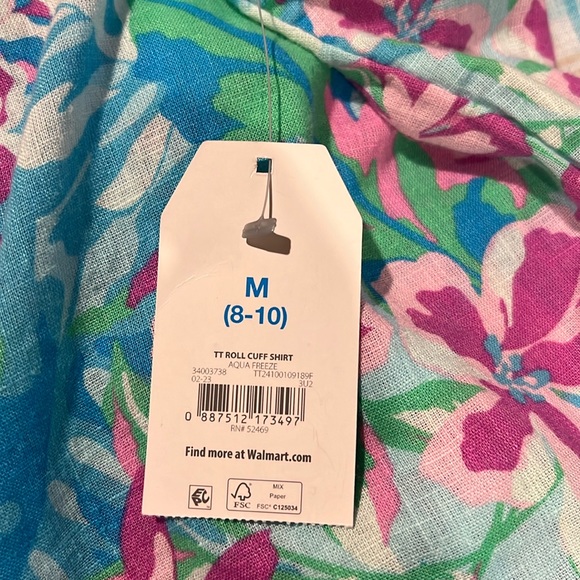 M
(8-10)
TT ROLL CUFF SHIRT
AQUA FREEZE
34003738 TT24100109189F
02-23 3U2
0 887512 173497
RN# 52469
Find more at Walmart.com
FSC
MIX
Paper
FSC® C125034